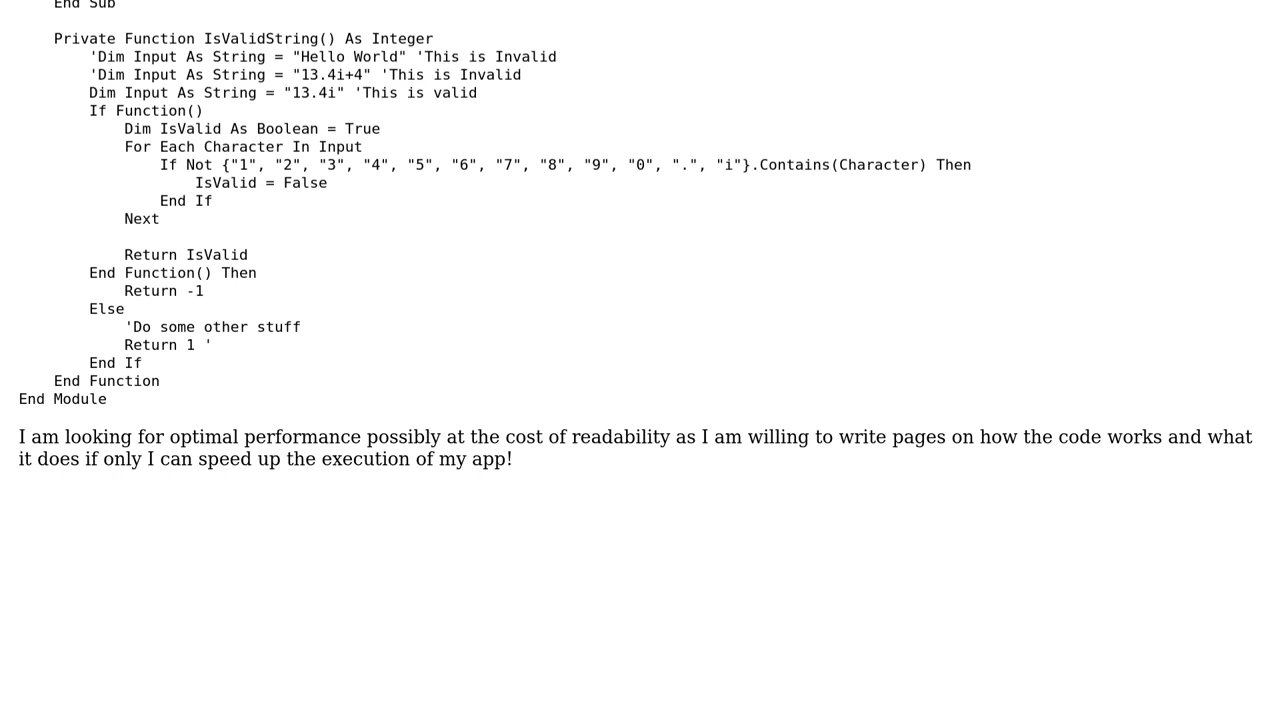 End Sub
Private Function IsValidString() As Integer
'Dim Input As String = "Hello World" 'This is Invalid
'Dim Input As String = "13.4i+4" 'This is Invalid
Dim Input As String = "13.4i" 'This is valid
If Function()
Dim IsValid As Boolean = True
For Each Character In Input
If Not {"1", "2", "3", "4", "5", "6", "7", "8", "9", "0", ".", "i"}.Contains(Character) Then
IsValid = False
End If
Next
Return IsValid
End Function() Then
Return -1
Else
'Do some other stuff
Return 1 '
End If
End Function
End Module
I am looking for optimal performance possibly at the cost of readability as I am willing to write pages on how the code works and what
it does if only I can speed up the execution of my app!